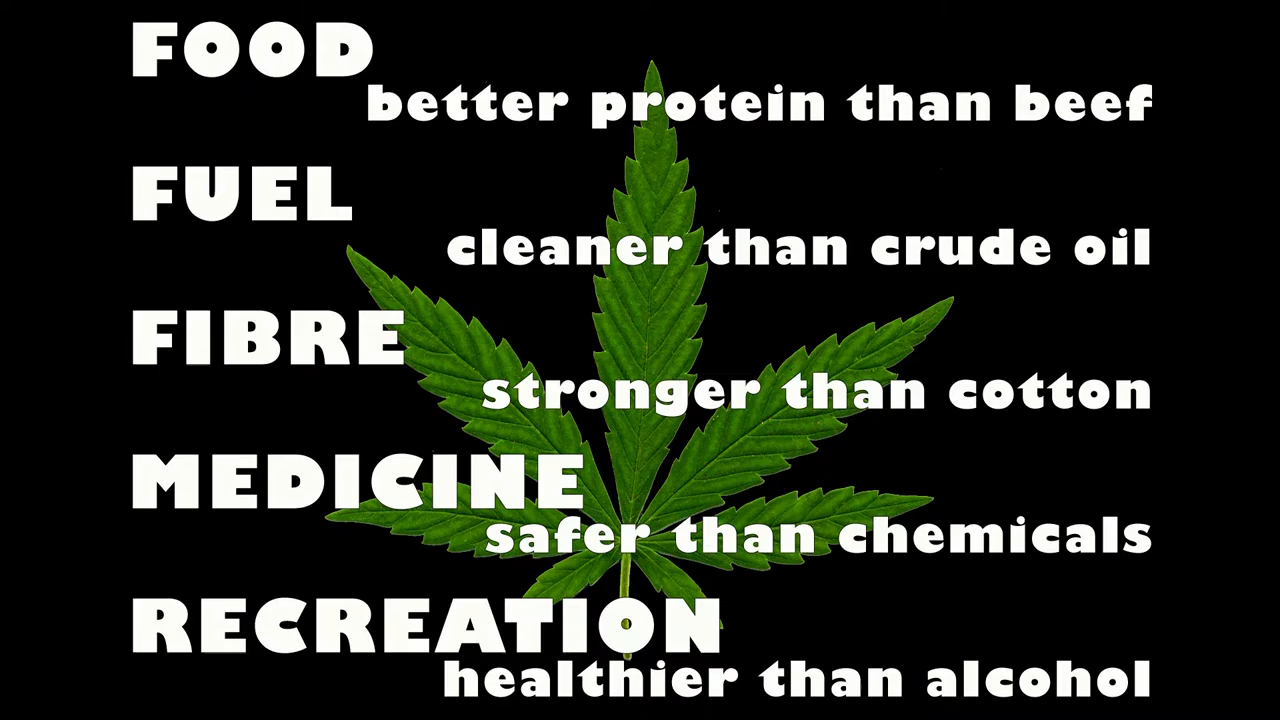 FOOD
better protein than beef
FUEL
cleaner than crude oil
FIBRE
stronger than cotton
MEDICINE
safer than chemicals
RECREATION
healthier than alcohol